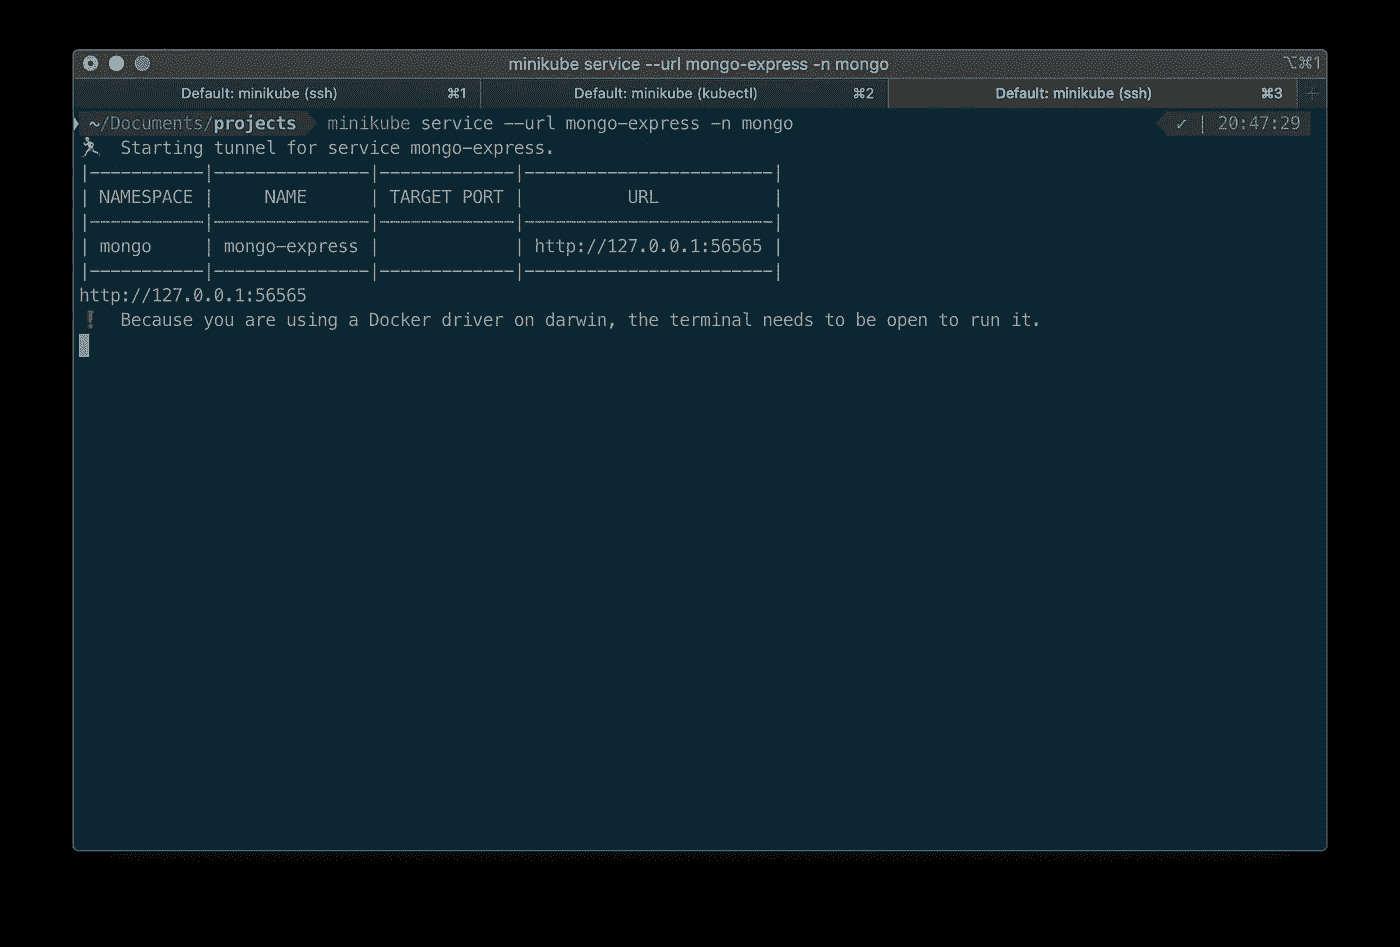 minikube service --url mongo-express -n mongo ⌥⌘1
Default: minikube (ssh) ⌘1 Default: minikube (kubectl) ⌘2 Default: minikube (ssh) ⌘3 +
~/Documents/projects minikube service --url mongo-express -n mongo ✓ | 20:47:29
🏃 Starting tunnel for service mongo-express.
|-----------|---------------|-------------|------------------------|
| NAMESPACE | NAME | TARGET PORT | URL |
|-----------|---------------|-------------|------------------------|
| mongo | mongo-express | | http://127.0.0.1:56565 |
|-----------|---------------|-------------|------------------------|
http://127.0.0.1:56565
❗ Because you are using a Docker driver on darwin, the terminal needs to be open to run it.